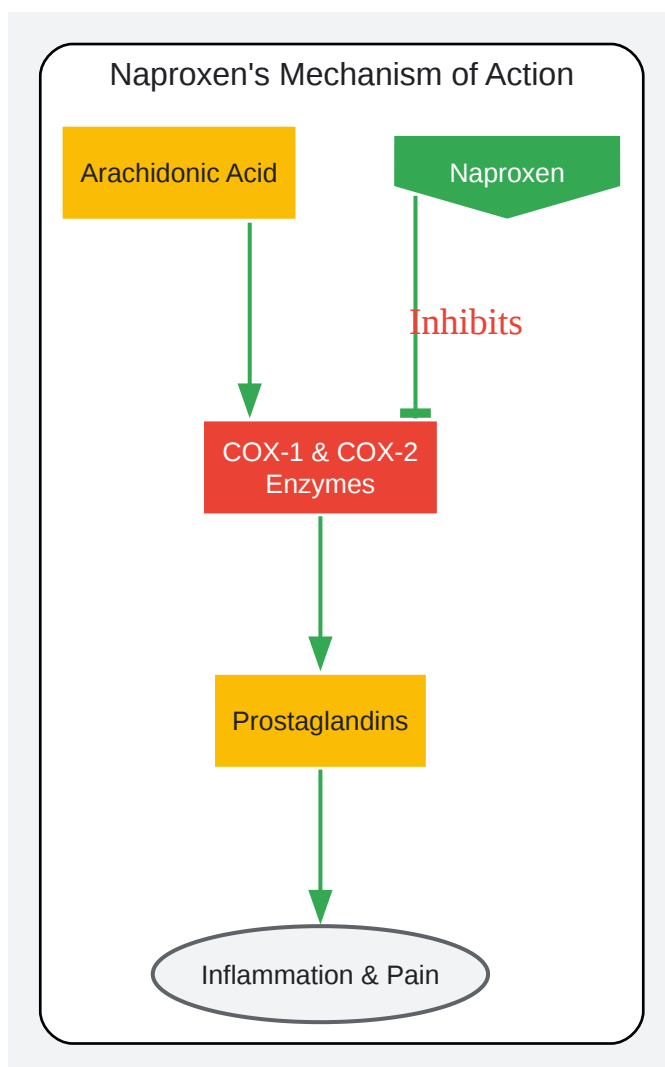 Naproxen's Mechanism of Action
Arachidonic Acid
Naproxen
Inhibits
COX-1 & COX-2
Enzymes
Prostaglandins
Inflammation & Pain